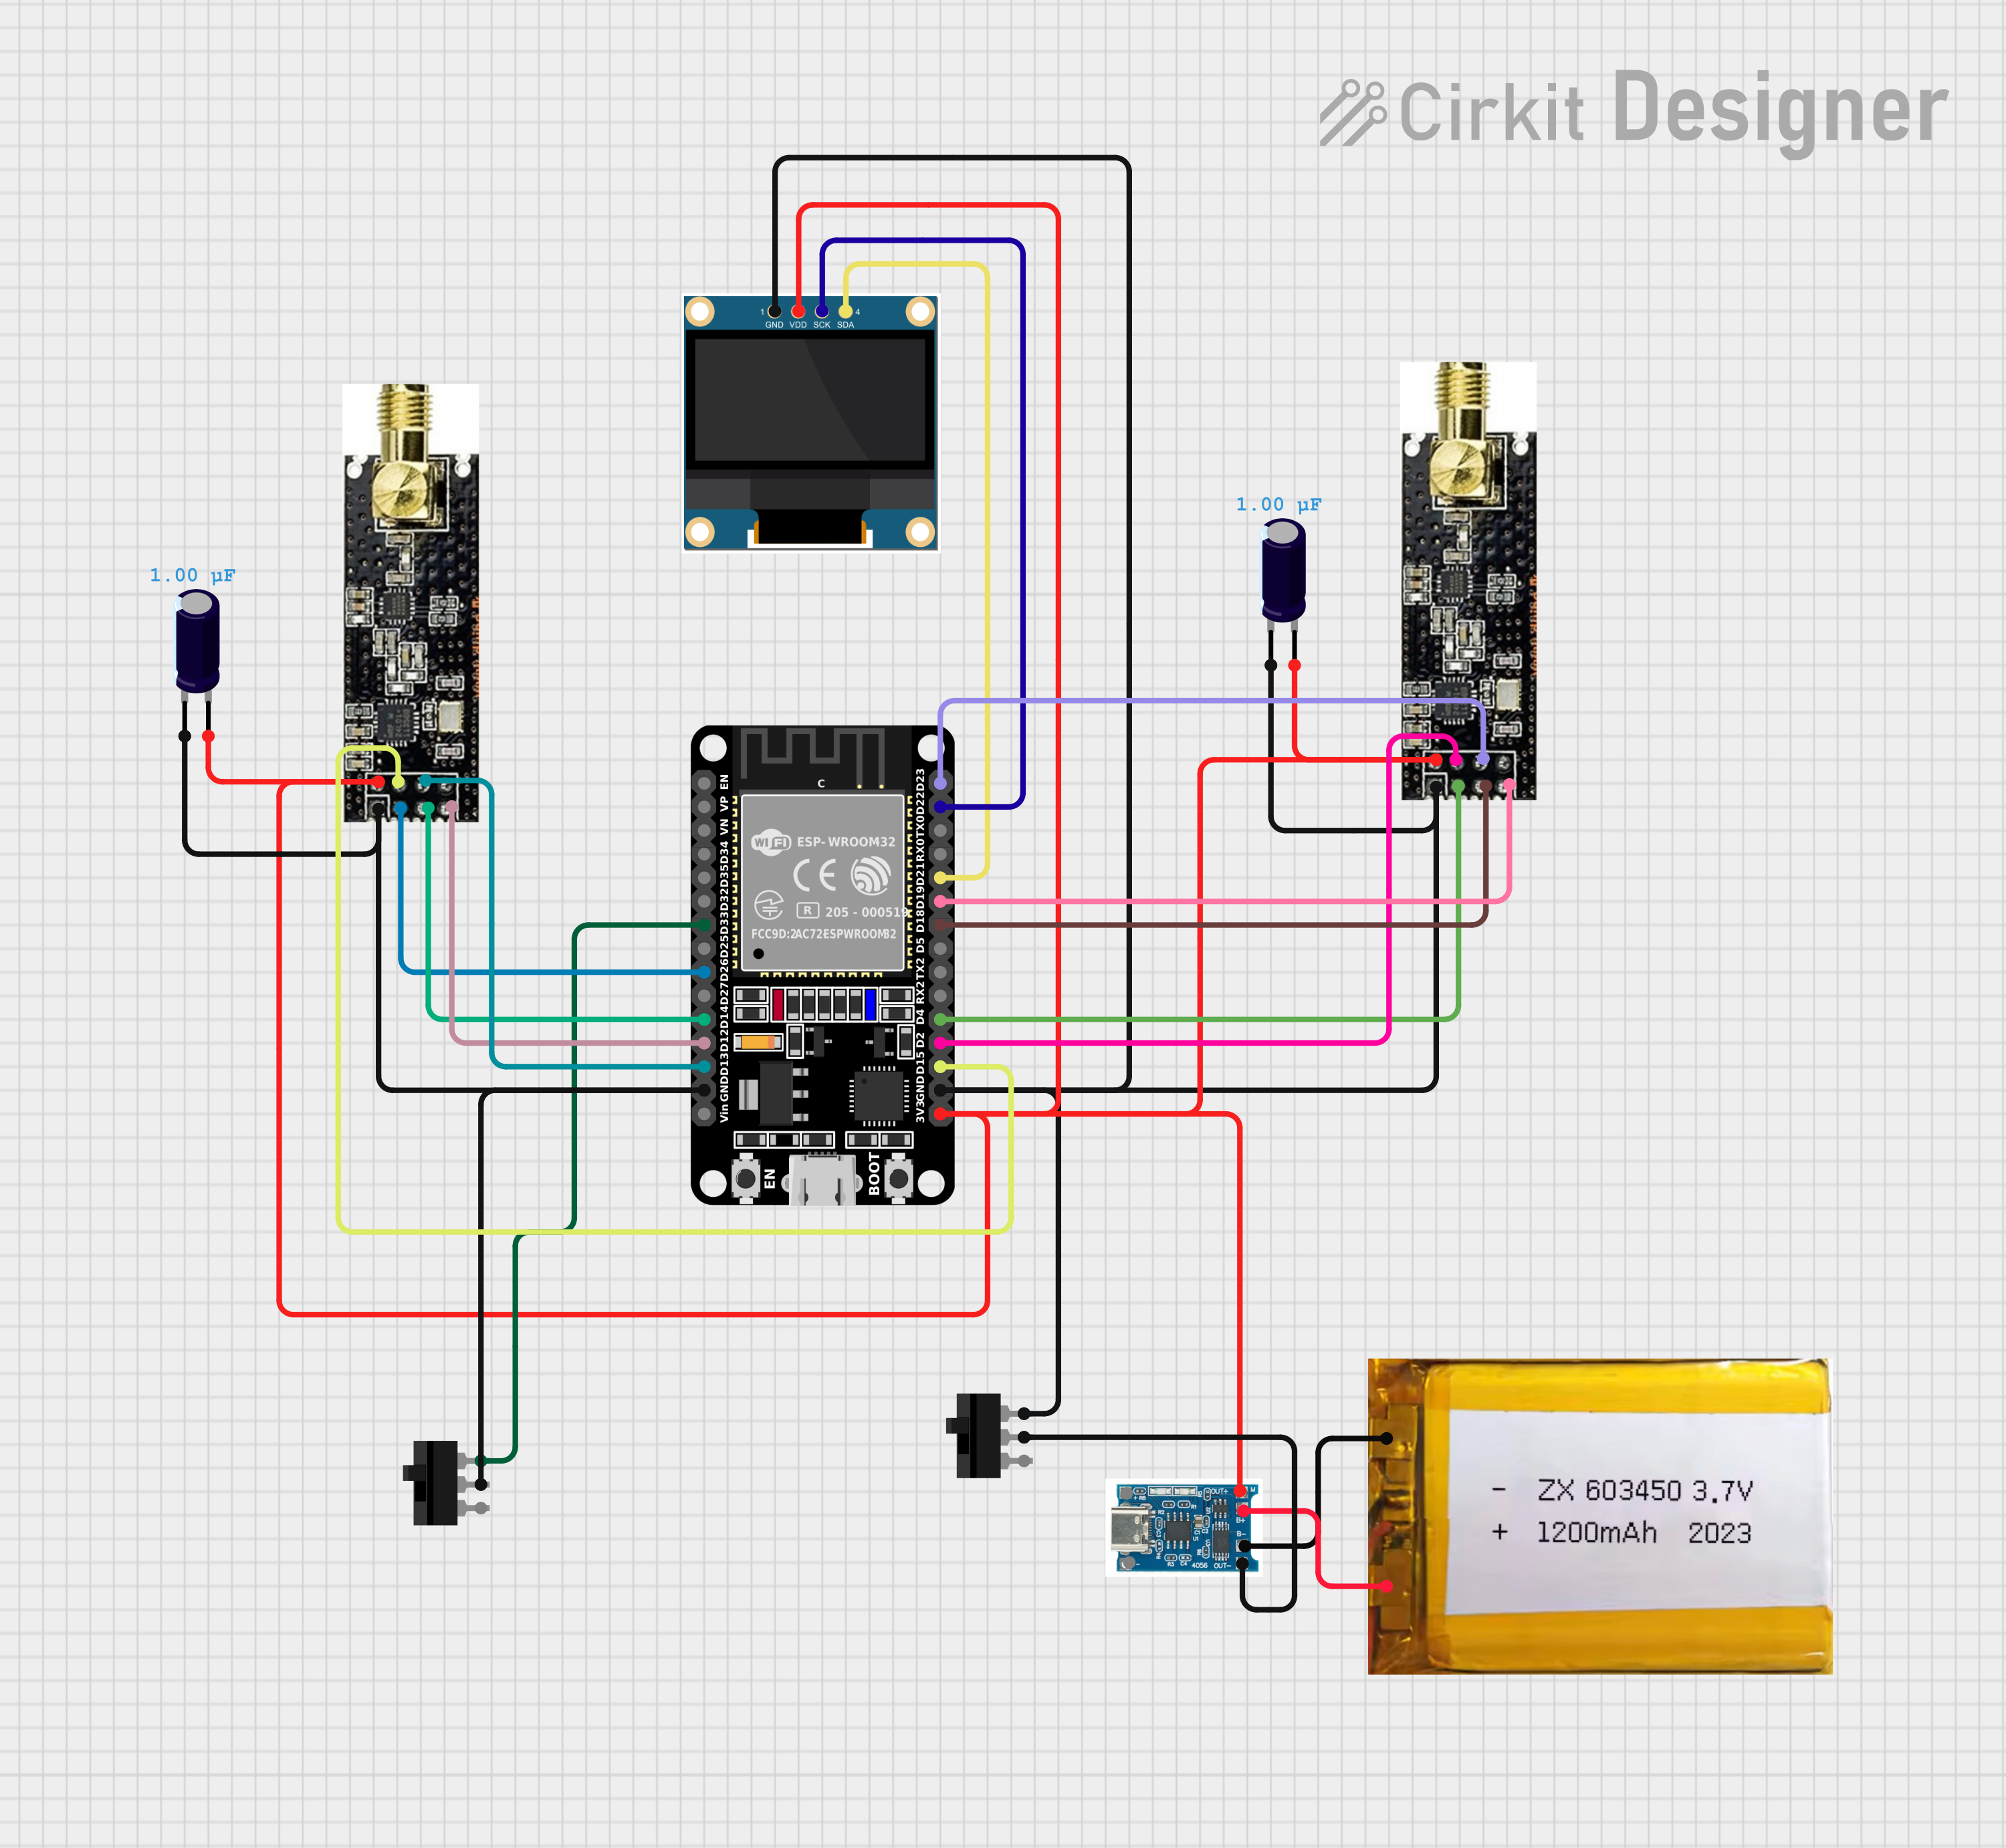 Cirkit Designer
1 GND VDD SCK SDA 4
1.00 µF
1.00 µF
C
WiFi ESP-WROOM32
CE
R 205-000519
FCC9D:2AC72ESPWROOM32
EN
VP
VN
D34
D35
D32
D33
D25
D26
D27
D14
D12
D13
GND
Vin
D23
D22
TX0
RX0
D21
D19
D18
D5
TX2
RX2
D4
D2
D15
GND
3V3
EN
BOOT
OUT+
B+
B-
4056 OUT-
- ZX 603450 3.7V
+ 1200mAh 2023